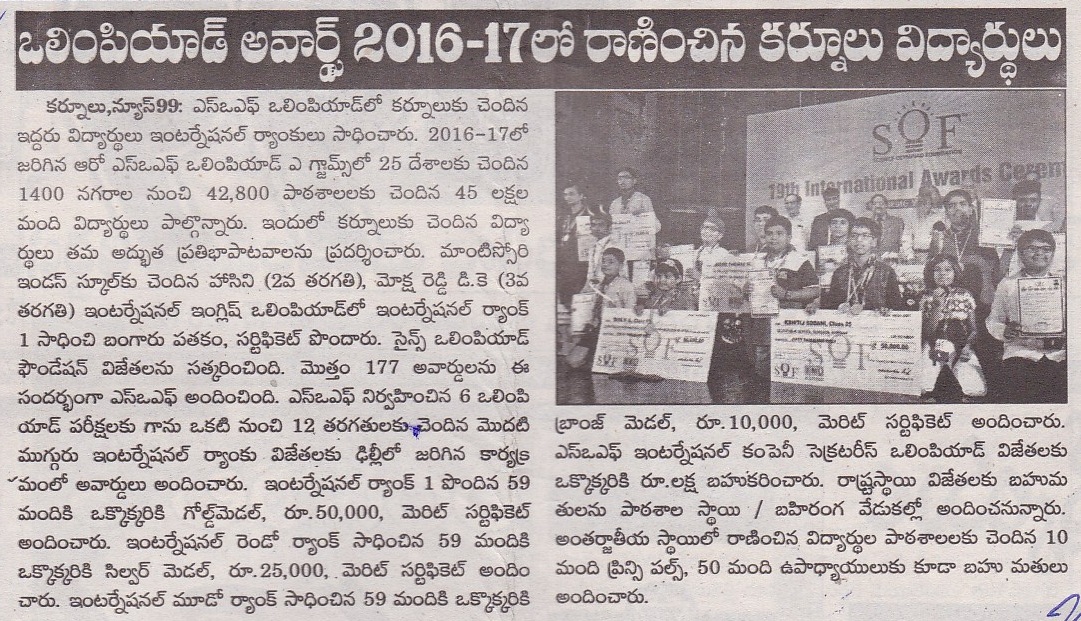 ఒలింపియాడ్ అవార్డ్స్ 2016-17లో రాణించిన కర్నూలు విద్యార్థులు
కర్నూలు,న్యూస్99: ఎస్ఒఎఫ్ ఒలింపియాడ్‌లో కర్నూలుకు చెందిన
ఇద్దరు విద్యార్థులు ఇంటర్నేషనల్ ర్యాంకులు సాధించారు. 2016-17లో
జరిగిన ఆరో ఎస్ఒఎఫ్ ఒలింపియాడ్ ఎ గ్జామ్స్‌లో 25 దేశాలకు చెందిన
1400 నగరాల నుంచి 42,800 పాఠశాలలకు చెందిన 45 లక్షల
మంది విద్యార్థులు పాల్గొన్నారు. ఇందులో కర్నూలుకు చెందిన విద్యా
ర్థులు తమ అద్భుత ప్రతిభాపాటవాలను ప్రదర్శించారు. మాంటిస్సోరి
ఇండస్ స్కూల్‌కు చెందిన హాసిని (2వ తరగతి), మోక్ష రెడ్డి డి.కె (3వ
తరగతి) ఇంటర్నేషనల్ ఇంగ్లిష్ ఒలింపియాడ్‌లో ఇంటర్నేషనల్ ర్యాంక్
1 సాధించి బంగారు పతకం, సర్టిఫికెట్ పొందారు. సైన్స్ ఒలింపియాడ్
ఫౌండేషన్ విజేతలను సత్కరించింది. మొత్తం 177 అవార్డులను ఈ
సందర్భంగా ఎస్ఒఎఫ్ అందించింది. ఎస్ఒఎఫ్ నిర్వహించిన 6 ఒలింపి
యాడ్ పరీక్షలకు గాను ఒకటి నుంచి 12 తరగతులకు చెందిన మొదటి
ముగ్గురు ఇంటర్నేషనల్ ర్యాంకు విజేతలకు ఢిల్లీలో జరిగిన కార్యక్ర
మంలో అవార్డులు అందించారు. ఇంటర్నేషనల్ ర్యాంక్ 1 పొందిన 59
మందికి ఒక్కొక్కరికి గోల్డ్‌మెడల్, రూ.50,000, మెరిట్ సర్టిఫికెట్
అందించారు. ఇంటర్నేషనల్ రెండో ర్యాంక్ సాధించిన 59 మందికి
ఒక్కొక్కరికి సిల్వర్ మెడల్, రూ.25,000, మెరిట్ సర్టిఫికెట్ అందిం
చారు. ఇంటర్నేషనల్ మూడో ర్యాంక్ సాధించిన 59 మందికి ఒక్కొక్కరికి
SOF
19th International Awards Cerem
SOF
SOF
50,000.00
బ్రాంజ్ మెడల్, రూ.10,000, మెరిట్ సర్టిఫికెట్ అందించారు.
ఎస్ఒఎఫ్ ఇంటర్నేషనల్ కంపెనీ సెక్రటరీస్ ఒలింపియాడ్ విజేతలకు
ఒక్కొక్కరికి రూ.లక్ష బహుకరించారు. రాష్ట్రస్థాయి విజేతలకు బహుమ
తులను పాఠశాల స్థాయి / బహిరంగ వేడుకల్లో అందించనున్నారు.
అంతర్జాతీయ స్థాయిలో రాణించిన విద్యార్థుల పాఠశాలలకు చెందిన 10
మంది ప్రిన్సి పల్స్, 50 మంది ఉపాధ్యాయులుకు కూడా బహు మతులు
అందించారు.